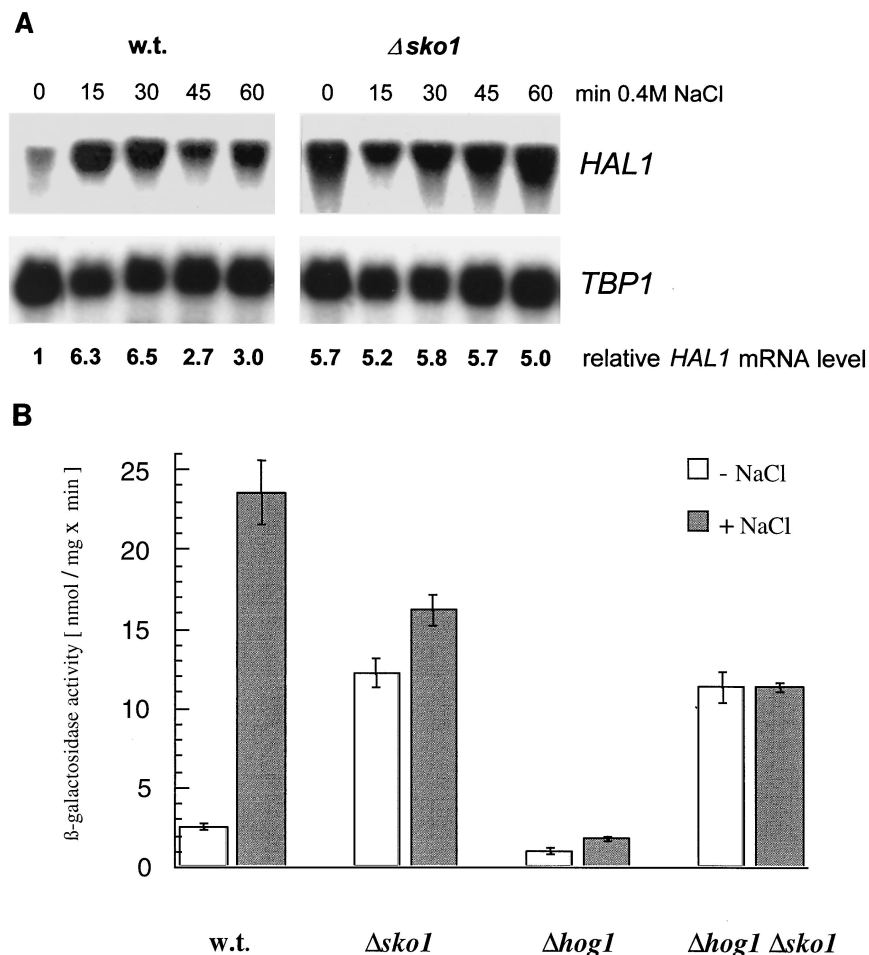 A
w.t. Δsko1
0 15 30 45 60 0 15 30 45 60 min 0.4M NaCl
HAL1
TBP1
1 6.3 6.5 2.7 3.0 5.7 5.2 5.8 5.7 5.0 relative HAL1 mRNA level
B
ß-galactosidase activity [ nmol / mg x min ]
25
20
15
10
5
0
- NaCl
+ NaCl
w.t. Δsko1 Δhog1 Δhog1 Δsko1